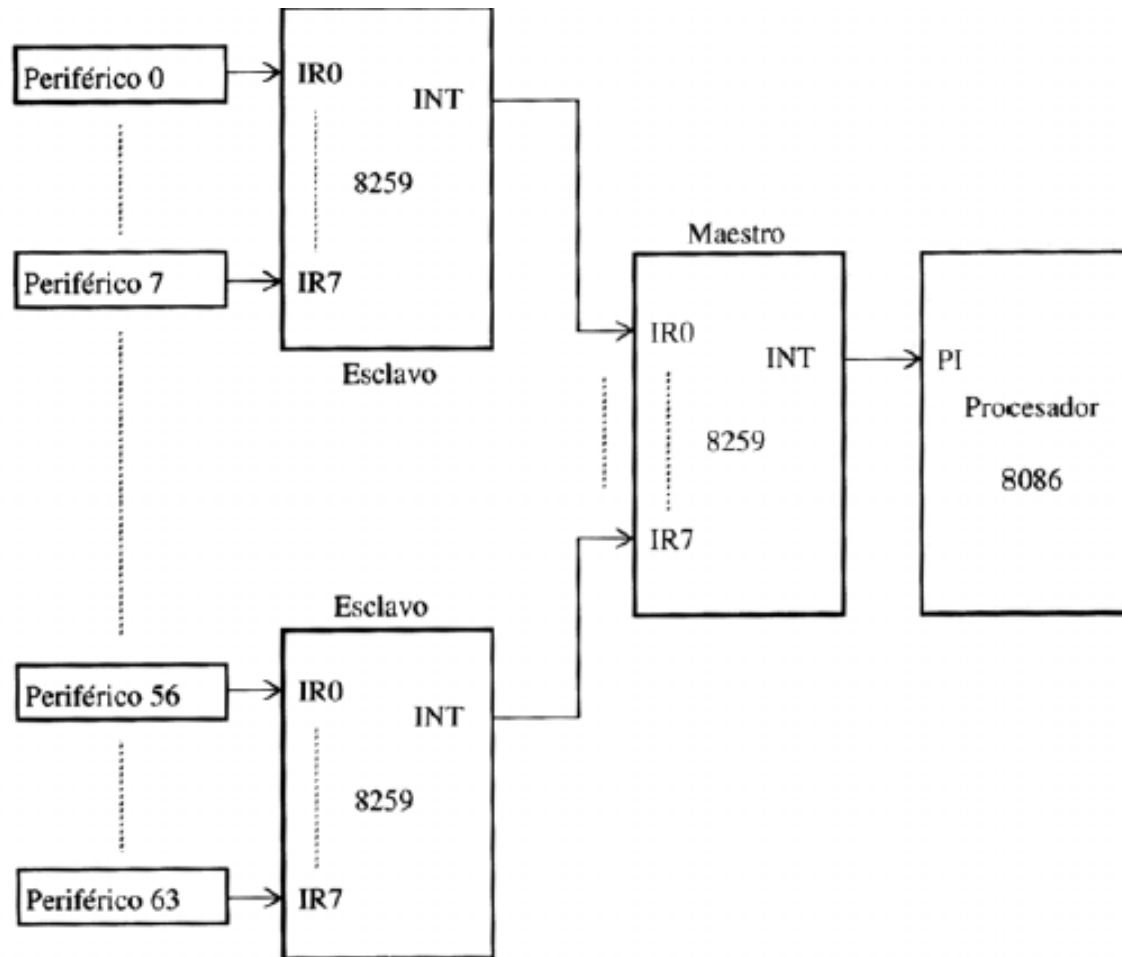 Periférico 0
IR0
INT
8259
Periférico 7
IR7
Esclavo
Maestro
IR0
INT
8259
IR7
PI
Procesador
8086
Esclavo
Periférico 56
IR0
INT
8259
Periférico 63
IR7